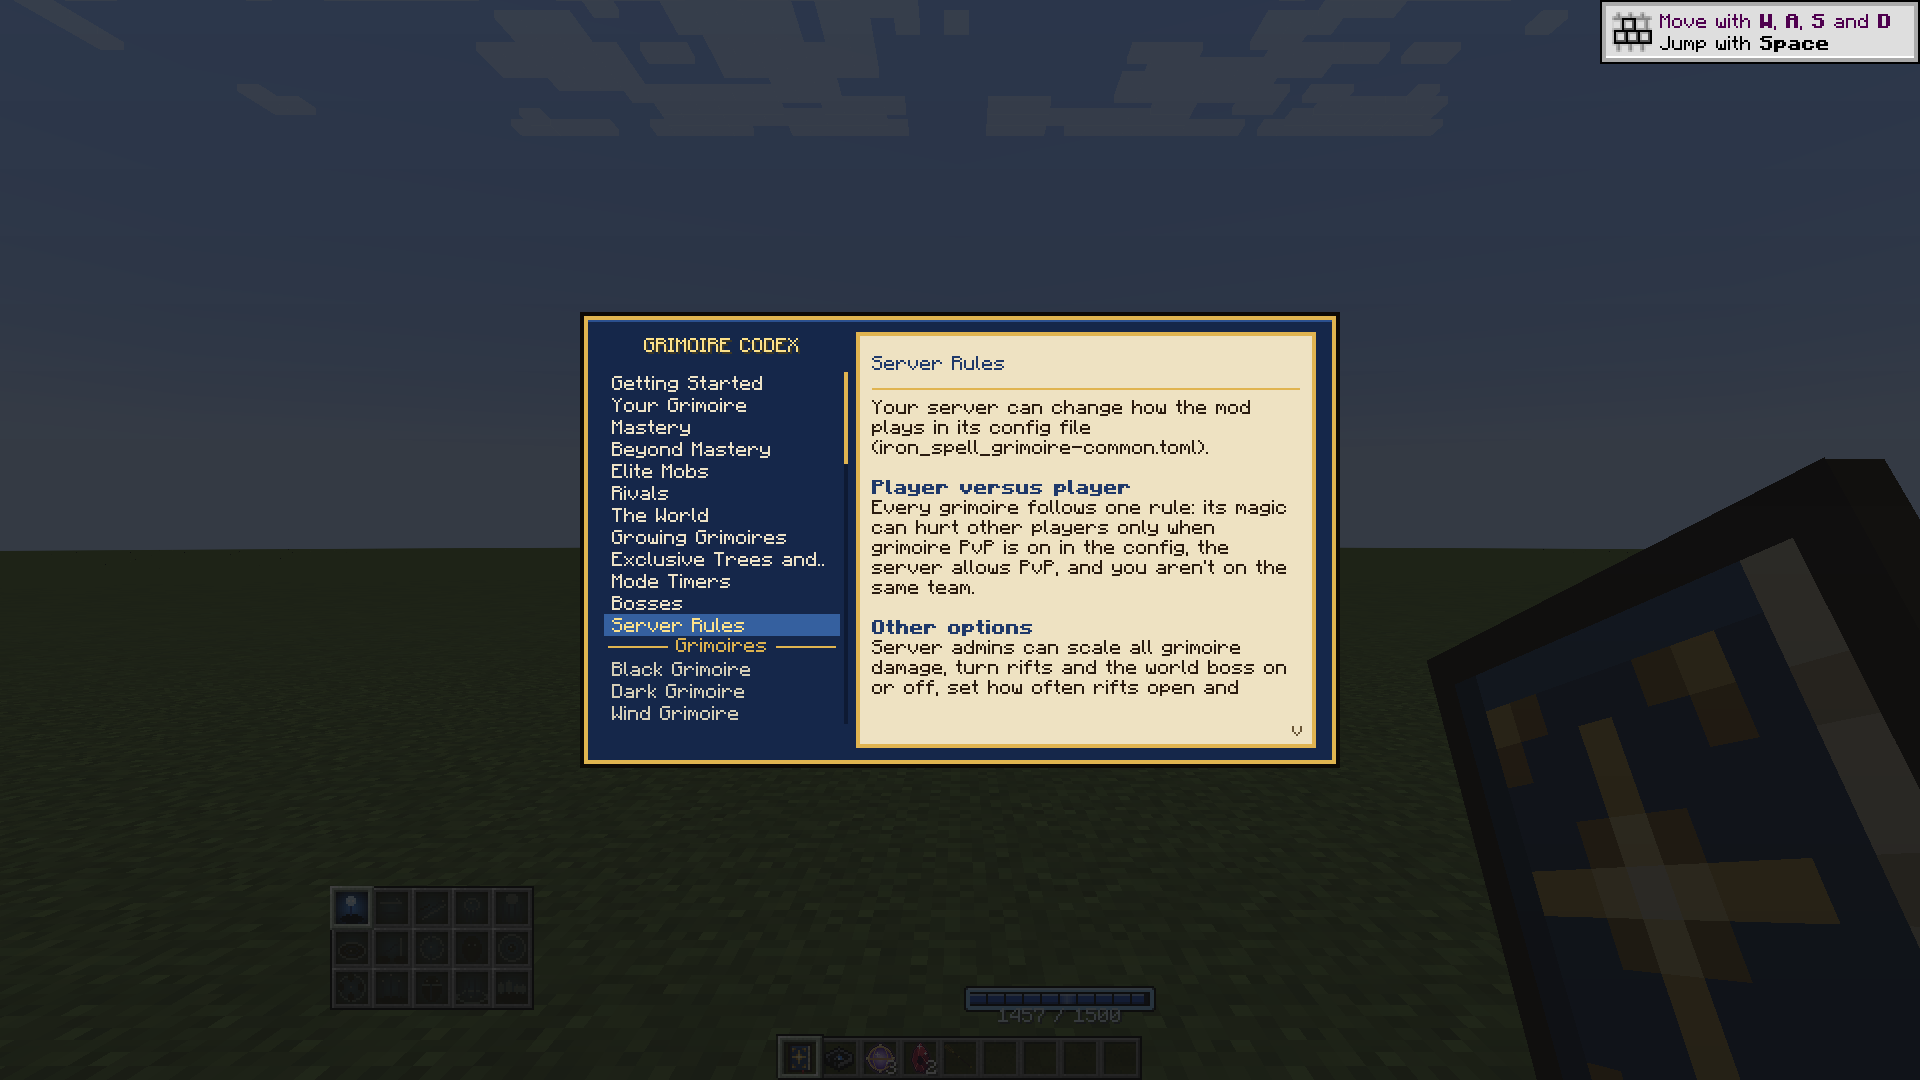 Move with W, A, S and D
Jump with Space
GRIMOIRE CODEX
Getting Started
Your Grimoire
Mastery
Beyond Mastery
Elite Mobs
Rivals
The World
Growing Grimoires
Exclusive Trees and..
Mode Timers
Bosses
Server Rules
Grimoires
Black Grimoire
Dark Grimoire
Wind Grimoire
Server Rules
Your server can change how the mod
plays in its config file
(iron_spell_grimoire-common.toml).
Player versus player
Every grimoire follows one rule: its magic
can hurt other players only when
grimoire PvP is on in the config, the
server allows PvP, and you aren't on the
same team.
Other options
Server admins can scale all grimoire
damage, turn rifts and the world boss on
or off, set how often rifts open and
v
1457 / 1500
3
2